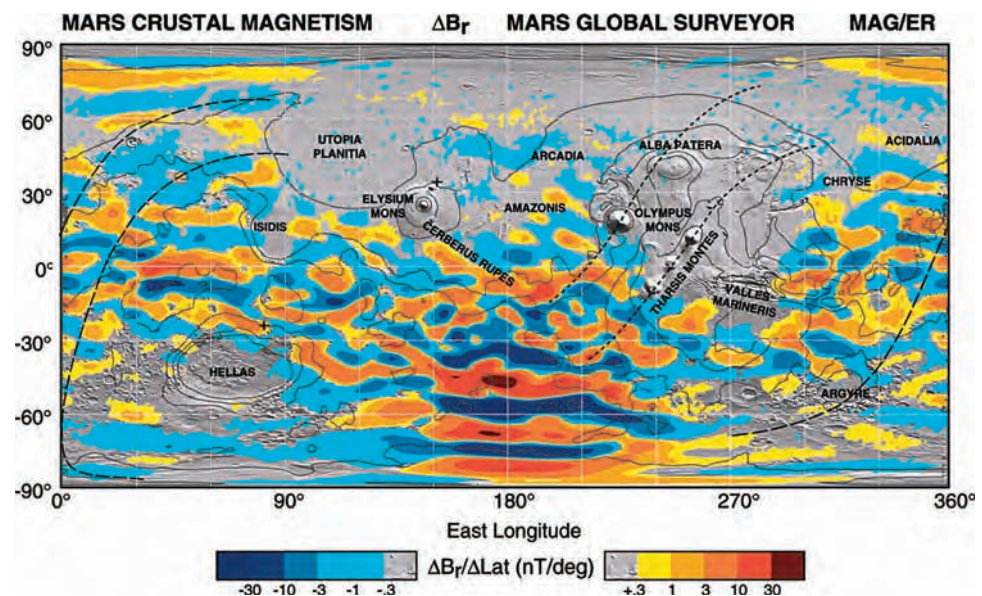 MARS CRUSTAL MAGNETISM ΔBr MARS GLOBAL SURVEYOR MAG/ER
90°
60°
30°
0°
-30°
-60°
-90°
UTOPIA
PLANITIA
ELYSIUM
MONS
ISIDIS
CERBERUS RUPES
AMAZONIS
ARCADIA
ALBA PATERA
OLYMPUS
MONS
THARSIS MONTES
VALLES
MARINERIS
CHRYSE
ACIDALIA
HELLAS
ARGYRE
0° 90° 180° 270° 360°
East Longitude
ΔBr/ΔLat (nT/deg)
-30 -10 -3 -1 -.3
+.3 1 3 10 30